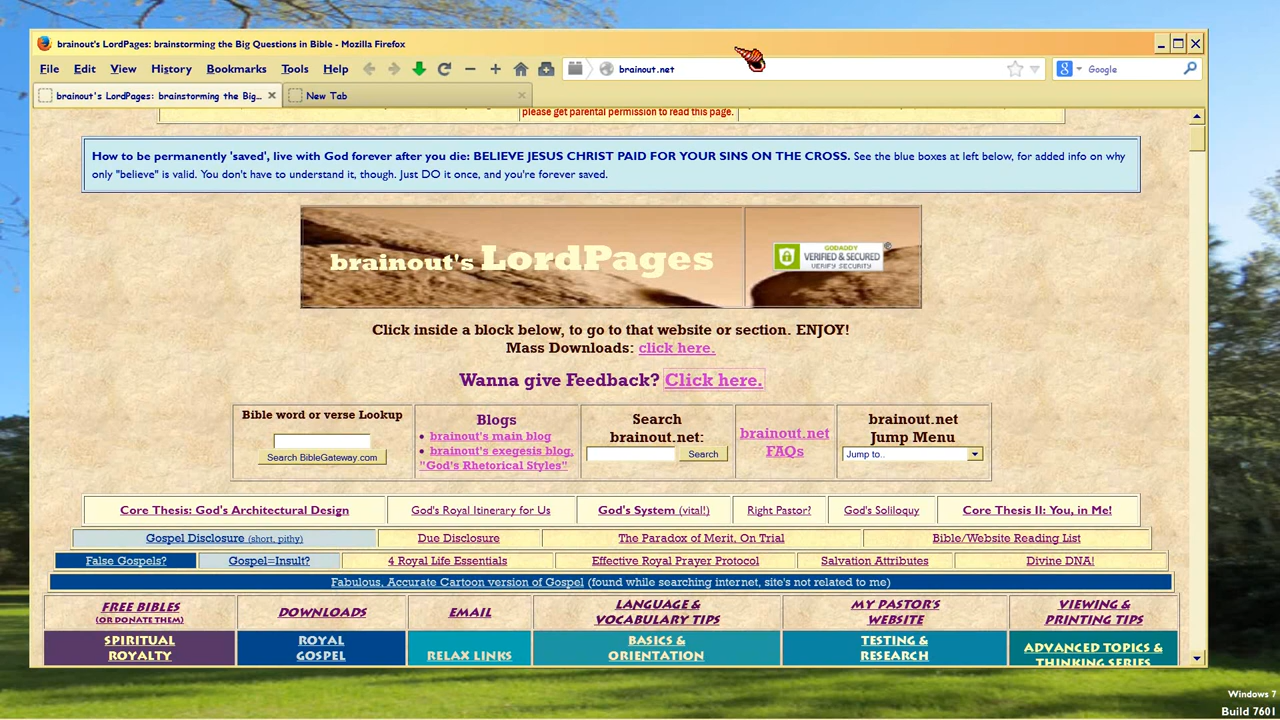 brainout's LordPages: brainstorming the Big Questions in Bible - Mozilla Firefox
File Edit View History Bookmarks Tools Help
brainout.net
Google
brainout's LordPages: brainstorming the Big...
New Tab
please get parental permission to read this page.
How to be permanently 'saved', live with God forever after you die: BELIEVE JESUS CHRIST PAID FOR YOUR SINS ON THE CROSS. See the blue boxes at left below, for added info on why
only "believe" is valid. You don't have to understand it, though. Just DO it once, and you're forever saved.
brainout's LordPages
GODADDY
VERIFIED & SECURED
VERIFY SECURITY
Click inside a block below, to go to that website or section. ENJOY!
Mass Downloads: click here.
Wanna give Feedback? Click here.
Bible word or verse Lookup
Search BibleGateway.com
Blogs
• brainout's main blog
• brainout's exegesis blog,
"God's Rhetorical Styles"
Search
brainout.net:
Search
brainout.net
FAQs
brainout.net
Jump Menu
Jump to..
Core Thesis: God's Architectural Design
God's Royal Itinerary for Us
God's System (vital!)
Right Pastor?
God's Soliloquy
Core Thesis II: You, in Me!
Gospel Disclosure (short, pithy)
Due Disclosure
The Paradox of Merit, On Trial
Bible/Website Reading List
False Gospels?
Gospel=Insult?
4 Royal Life Essentials
Effective Royal Prayer Protocol
Salvation Attributes
Divine DNA!
Fabulous, Accurate Cartoon version of Gospel (found while searching internet, site's not related to me)
FREE BIBLES
(OR DONATE THEM)
DOWNLOADS
EMAIL
LANGUAGE &
VOCABULARY TIPS
MY PASTOR'S
WEBSITE
VIEWING &
PRINTING TIPS
SPIRITUAL
ROYALTY
ROYAL
GOSPEL
RELAX LINKS
BASICS &
ORIENTATION
TESTING &
RESEARCH
ADVANCED TOPICS &
THINKING SERIES
Windows 7
Build 7601